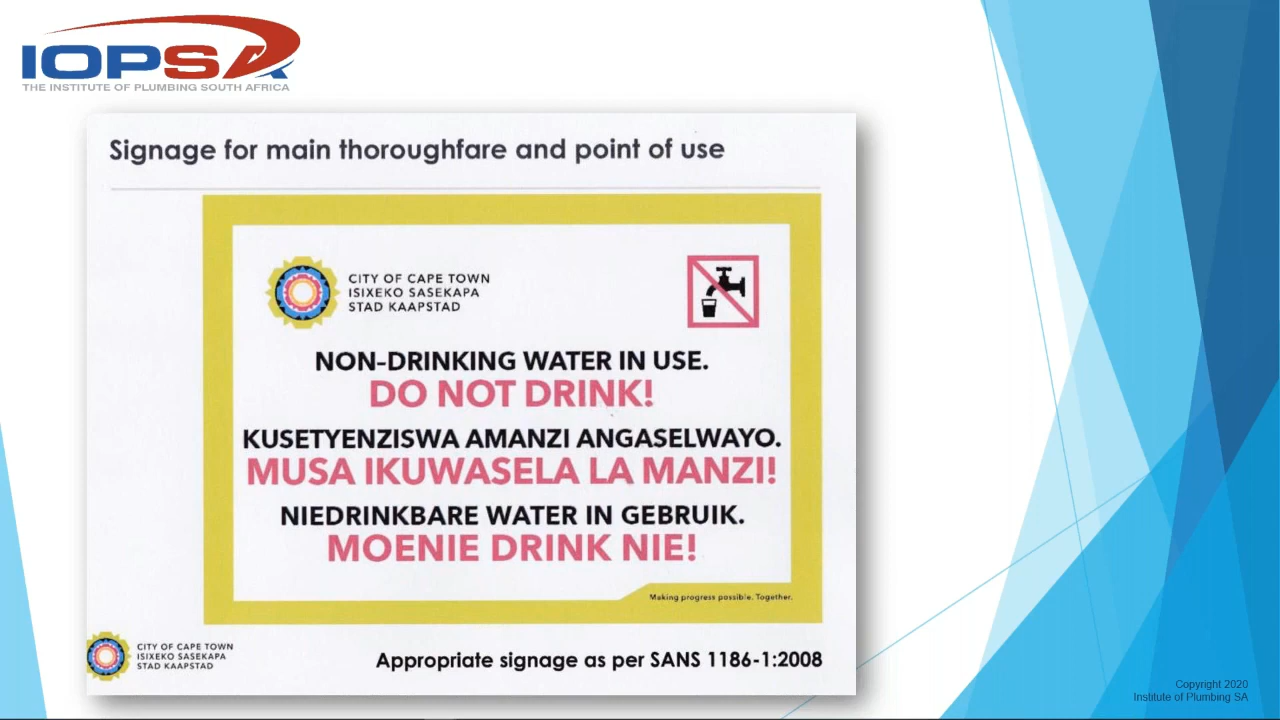 IOPSA
THE INSTITUTE OF PLUMBING SOUTH AFRICA
Signage for main thoroughfare and point of use
CITY OF CAPE TOWN
ISIXEKO SASEKAPA
STAD KAAPSTAD
NON-DRINKING WATER IN USE.
DO NOT DRINK!
KUSETYENZISWA AMANZI ANGASELWAYO.
MUSA IKUWASELA LA MANZI!
NIEDRINKBARE WATER IN GEBRUIK.
MOENIE DRINK NIE!
Making progress possible. Together.
CITY OF CAPE TOWN
ISIXEKO SASEKAPA
STAD KAAPSTAD
Appropriate signage as per SANS 1186-1:2008
Copyright 2020
Institute of Plumbing SA